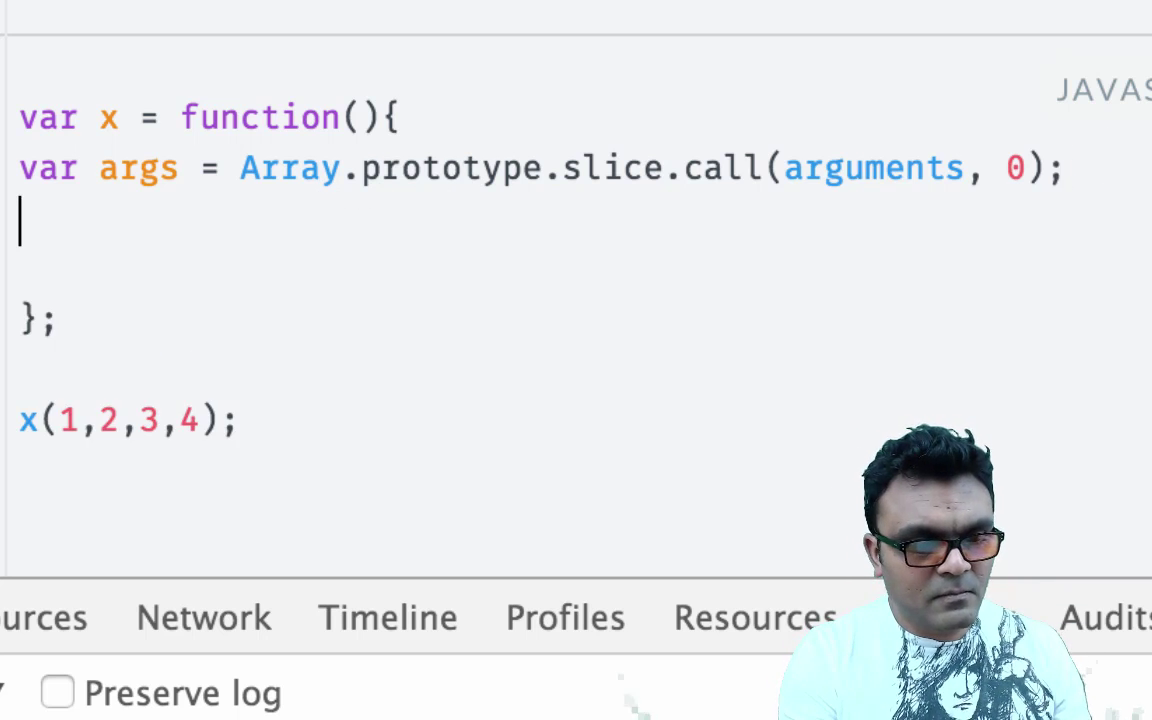 JAVAS
var x = function(){
var args = Array.prototype.slice.call(arguments, 0);
};
x(1,2,3,4);
ources Network Timeline Profiles Resources Audits
Preserve log